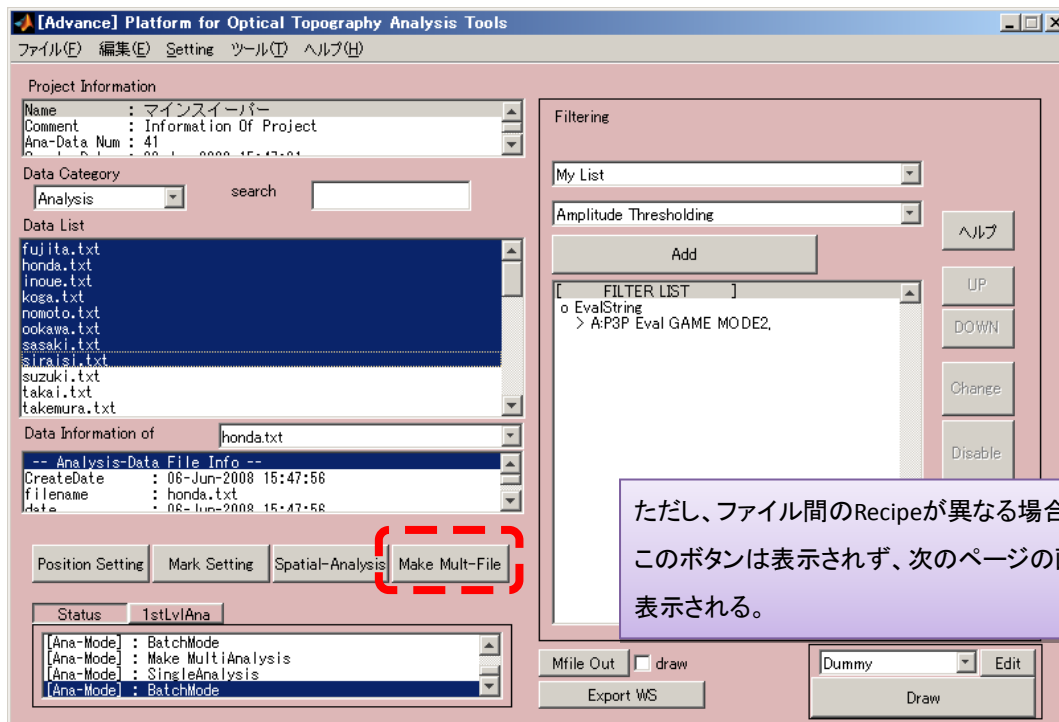 [Advance] Platform for Optical Topography Analysis Tools
ファイル(F) 編集(E) Setting ツール(T) ヘルプ(H)
Project Information
Name : マインスイーパー
Comment : Information Of Project
Ana-Data Num : 41
Data Category
Analysis
search
Data List
fujita.txt
honda.txt
inoue.txt
koga.txt
nomoto.txt
ookawa.txt
sasaki.txt
siraisi.txt
suzuki.txt
takai.txt
takemura.txt
Data Information of honda.txt
-- Analysis-Data File Info --
CreateDate : 06-Jun-2008 15:47:56
filename : honda.txt
date : 06-Jun-2008 15:47:56
Position Setting Mark Setting Spatial-Analysis Make Mult-File
Status 1stLvlAna
[Ana-Mode] : BatchMode
[Ana-Mode] : Make MultiAnalysis
[Ana-Mode] : SingleAnalysis
[Ana-Mode] : BatchMode
Filtering
My List
Amplitude Thresholding
Add
[ FILTER LIST ]
o EvalString
> A:P3P Eval GAME MODE2,
ヘルプ
UP
DOWN
Change
Disable
ただし、ファイル間のRecipeが異なる場合
このボタンは表示されず、次のページの
表示される。
Mfile Out draw
Export WS
Dummy Edit
Draw